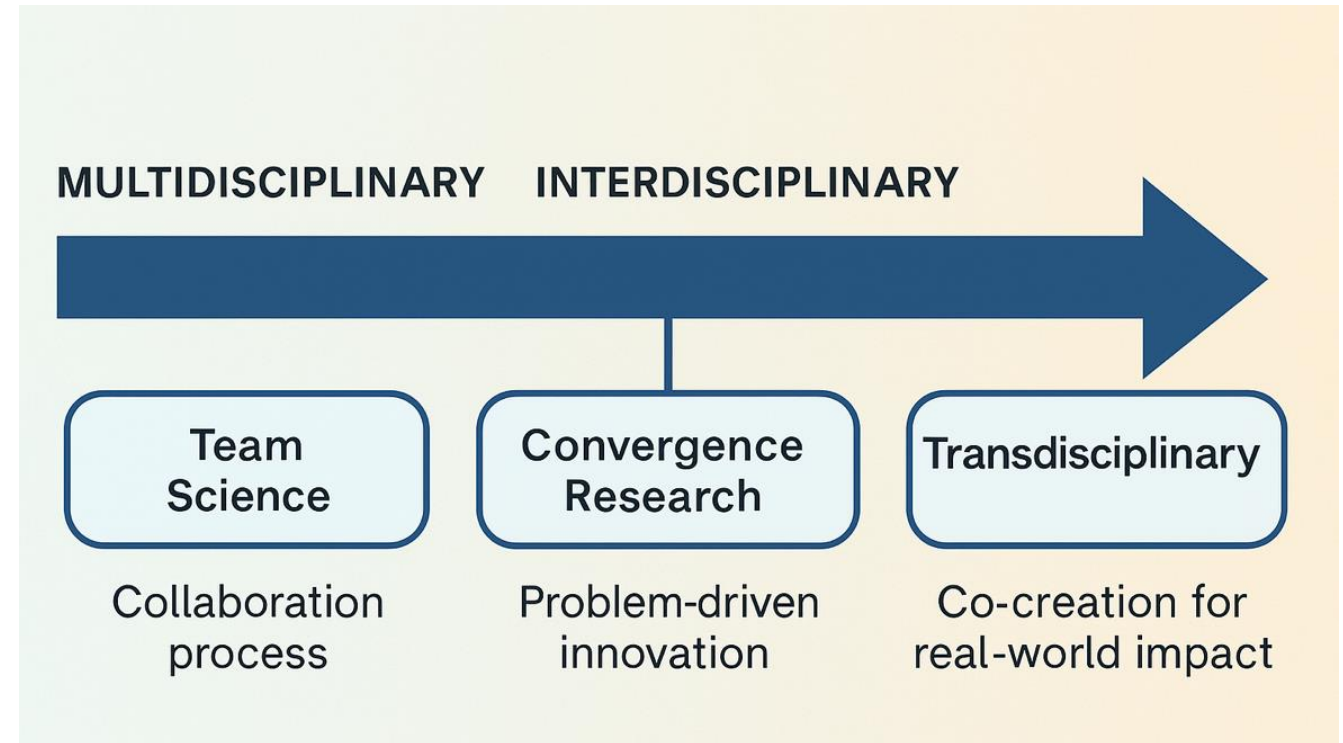 MULTIDISCIPLINARY INTERDISCIPLINARY
Team
Science
Convergence
Research
Transdisciplinary
Collaboration
process
Problem-driven
innovation
Co-creation for
real-world impact